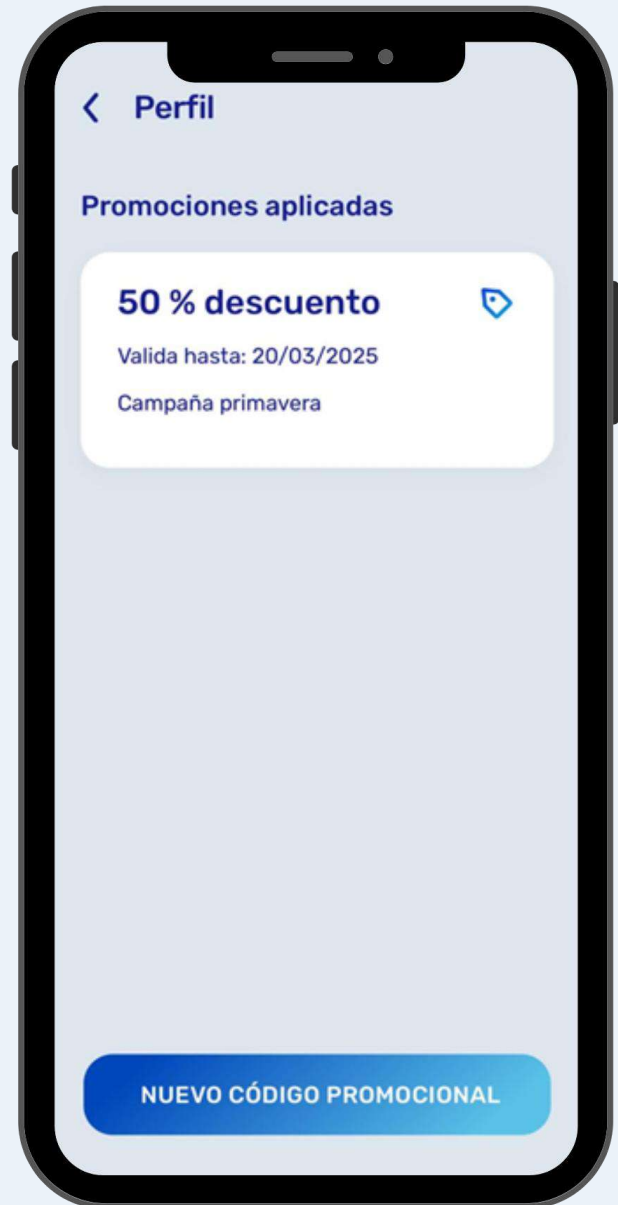 Perfil
Promociones aplicadas
50 % descuento
Valida hasta: 20/03/2025
Campaña primavera
NUEVO CÓDIGO PROMOCIONAL